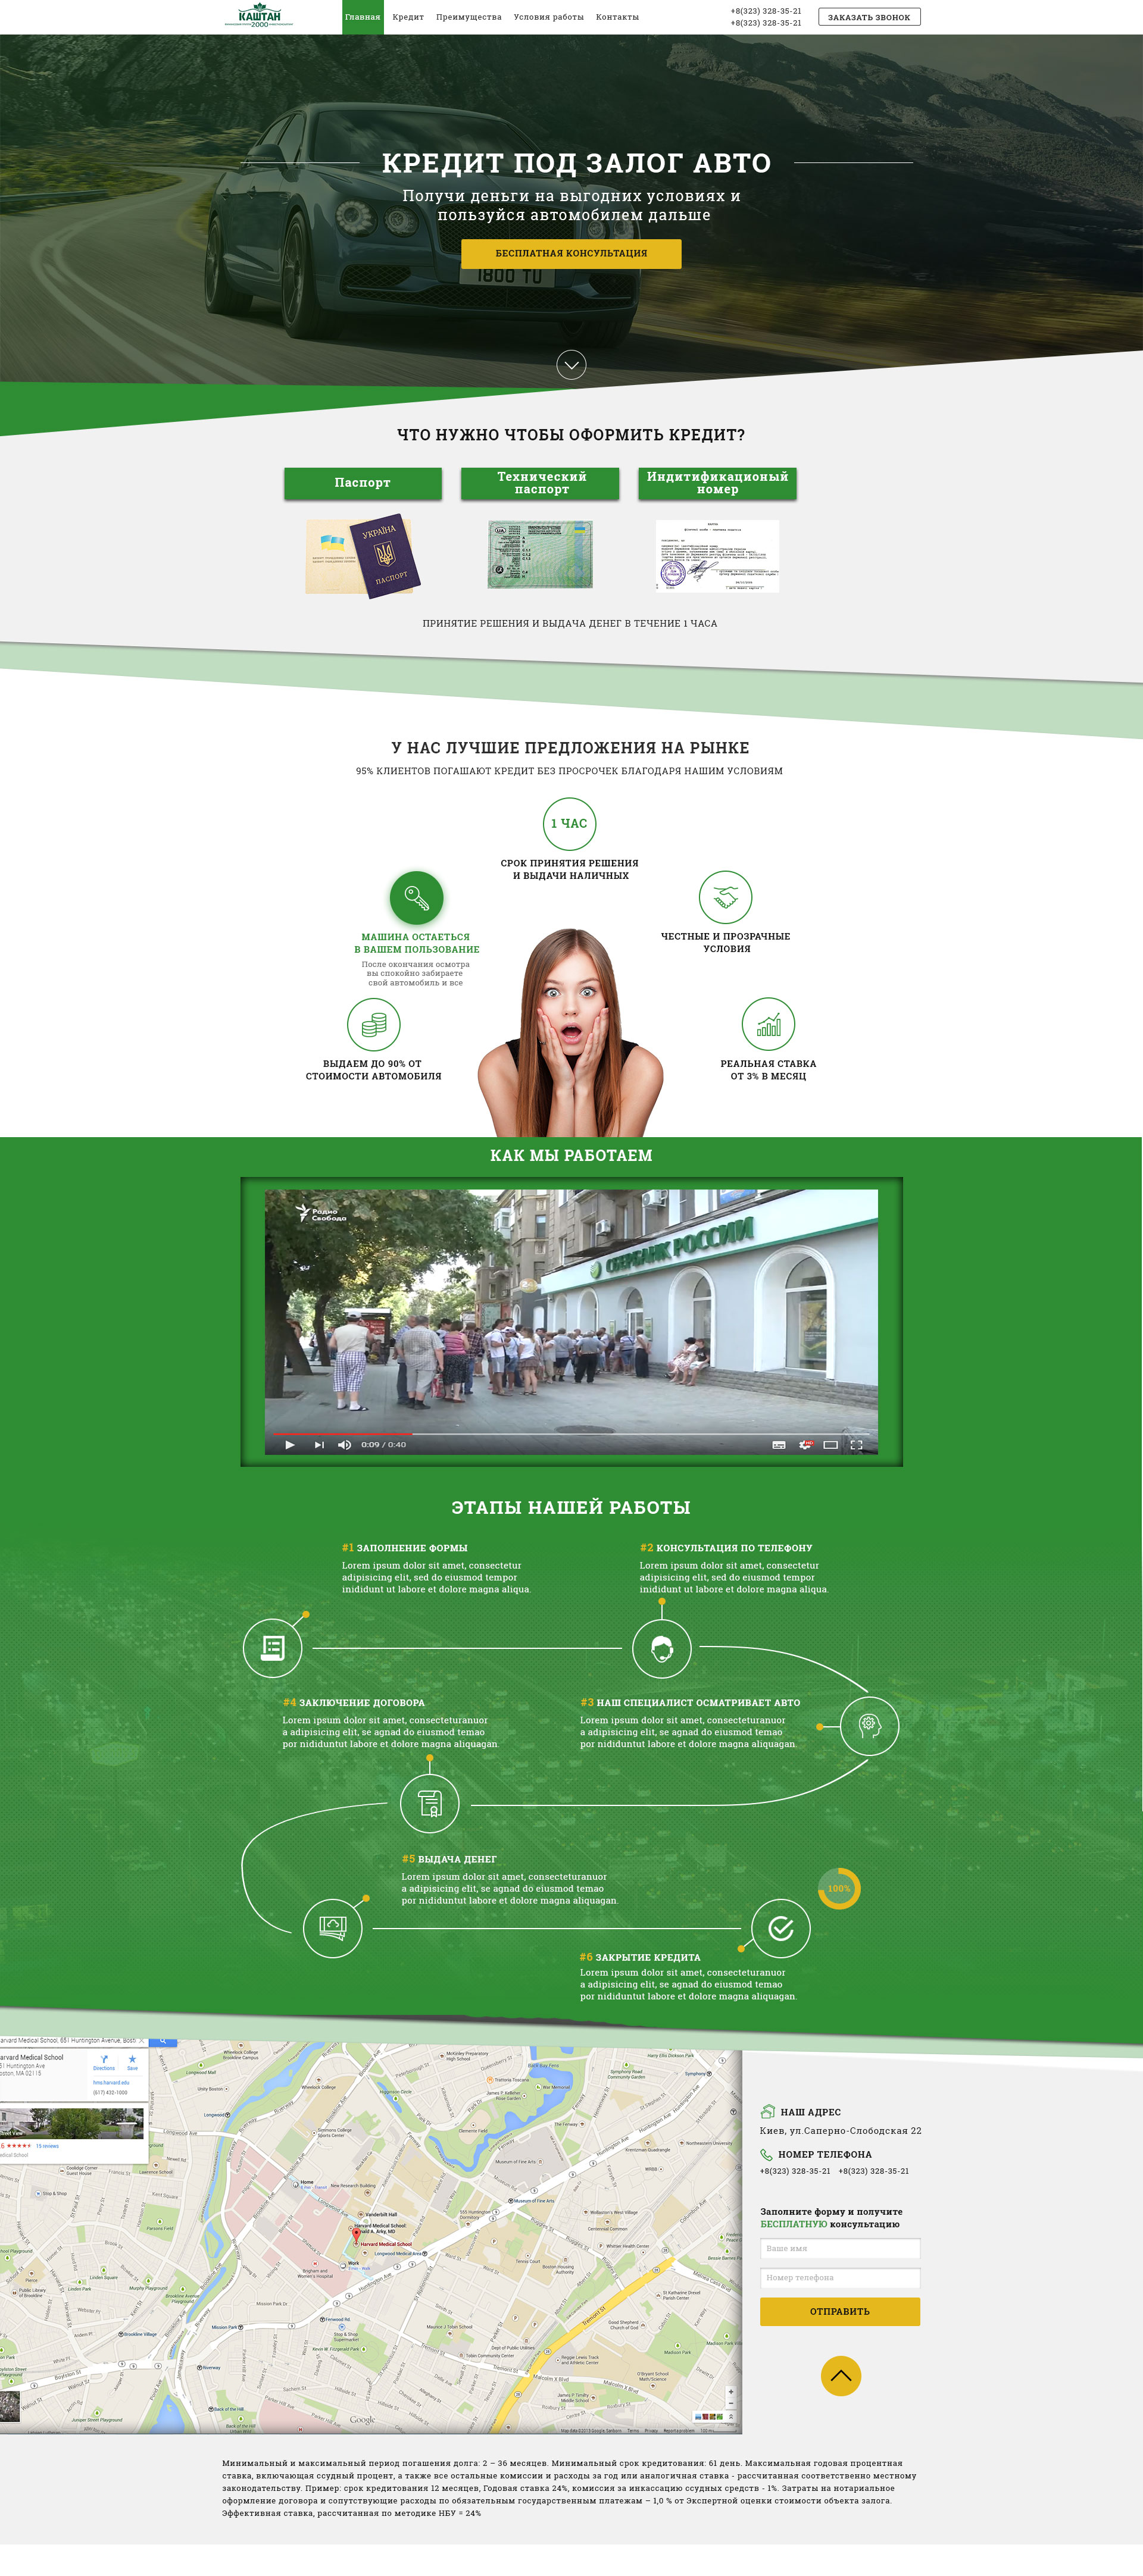 КАШТАН
2000
Главная
Кредит
Преимущества
Условия работы
Контакты
+8(323) 328-35-21
+8(323) 328-35-21
ЗАКАЗАТЬ ЗВОНОК
КРЕДИТ ПОД ЗАЛОГ АВТО
Получи деньги на выгодних условиях и
пользуйся автомобилем дальше
БЕСПЛАТНАЯ КОНСУЛЬТАЦИЯ
1800 TU
ЧТО НУЖНО ЧТОБЫ ОФОРМИТЬ КРЕДИТ?
Паспорт
Технический
паспорт
Индитификационый
номер
УКРАЇНА
ПАСПОРТ
ПРИНЯТИЕ РЕШЕНИЯ И ВЫДАЧА ДЕНЕГ В ТЕЧЕНИЕ 1 ЧАСА
У НАС ЛУЧШИЕ ПРЕДЛОЖЕНИЯ НА РЫНКЕ
95% КЛИЕНТОВ ПОГАШАЮТ КРЕДИТ БЕЗ ПРОСРОЧЕК БЛАГОДАРЯ НАШИМ УСЛОВИЯМ
1 ЧАС
СРОК ПРИНЯТИЯ РЕШЕНИЯ
И ВЫДАЧИ НАЛИЧНЫХ
МАШИНА ОСТАЕТЬСЯ
В ВАШЕМ ПОЛЬЗОВАНИЕ
После окончания осмотра
вы спокойно забираете
свой автомобиль и все
ЧЕСТНЫЕ И ПРОЗРАЧНЫЕ
УСЛОВИЯ
ВЫДАЕМ ДО 90% ОТ
СТОИМОСТИ АВТОМОБИЛЯ
РЕАЛЬНАЯ СТАВКА
ОТ 3% В МЕСЯЦ
КАК МЫ РАБОТАЕМ
Радио
Свобода
СБЕРБАНК РОССИИ
0:09 / 0:40
ЭТАПЫ НАШЕЙ РАБОТЫ
#1 ЗАПОЛНЕНИЕ ФОРМЫ
Lorem ipsum dolor sit amet, consectetur
adipisicing elit, sed do eiusmod tempor
inididunt ut labore et dolore magna aliqua.
#2 КОНСУЛЬТАЦИЯ ПО ТЕЛЕФОНУ
Lorem ipsum dolor sit amet, consectetur
adipisicing elit, sed do eiusmod tempor
inididunt ut labore et dolore magna aliqua.
#4 ЗАКЛЮЧЕНИЕ ДОГОВОРА
Lorem ipsum dolor sit amet, consecteturanuor
a adipisicing elit, se agnad do eiusmod temao
por nididuntut labore et dolore magna aliquagan.
#3 НАШ СПЕЦИАЛИСТ ОСМАТРИВАЕТ АВТО
Lorem ipsum dolor sit amet, consecteturanuor
a adipisicing elit, se agnad do eiusmod temao
por nididuntut labore et dolore magna aliquagan.
#5 ВЫДАЧА ДЕНЕГ
Lorem ipsum dolor sit amet, consecteturanuor
a adipisicing elit, se agnad do eiusmod temao
por nididuntut labore et dolore magna aliquagan.
100%
#6 ЗАКРЫТИЕ КРЕДИТА
Lorem ipsum dolor sit amet, consecteturanuor
a adipisicing elit, se agnad do eiusmod temao
por nididuntut labore et dolore magna aliquagan.
Harvard Medical School
Directions
Save
hms.harvard.edu
(617) 432-1000
15 reviews
Vanderbilt Hall
Harvard Medical School
Museum of Fine Arts
Google
НАШ АДРЕС
Киев, ул.Саперно-Слободская 22
НОМЕР ТЕЛЕФОНА
+8(323) 328-35-21 +8(323) 328-35-21
Заполните форму и получите
БЕСПЛАТНУЮ консультацию
Ваше имя
Номер телефона
ОТПРАВИТЬ
Минимальный и максимальный период погашения долга: 2 – 36 месяцев. Минимальный срок кредитования: 61 день. Максимальная годовая процентная
ставка, включающая ссудный процент, а также все остальные комиссии и расходы за год или аналогичная ставка - рассчитанная соответственно местному
законодательству. Пример: срок кредитования 12 месяцев, Годовая ставка 24%, комиссия за инкассацию ссудных средств - 1%. Затраты на нотариальное
оформление договора и сопутствующие расходы по обязательным государственным платежам – 1,0 % от Экспертной оценки стоимости объекта залога.
Эффективная ставка, рассчитанная по методике НБУ = 24%